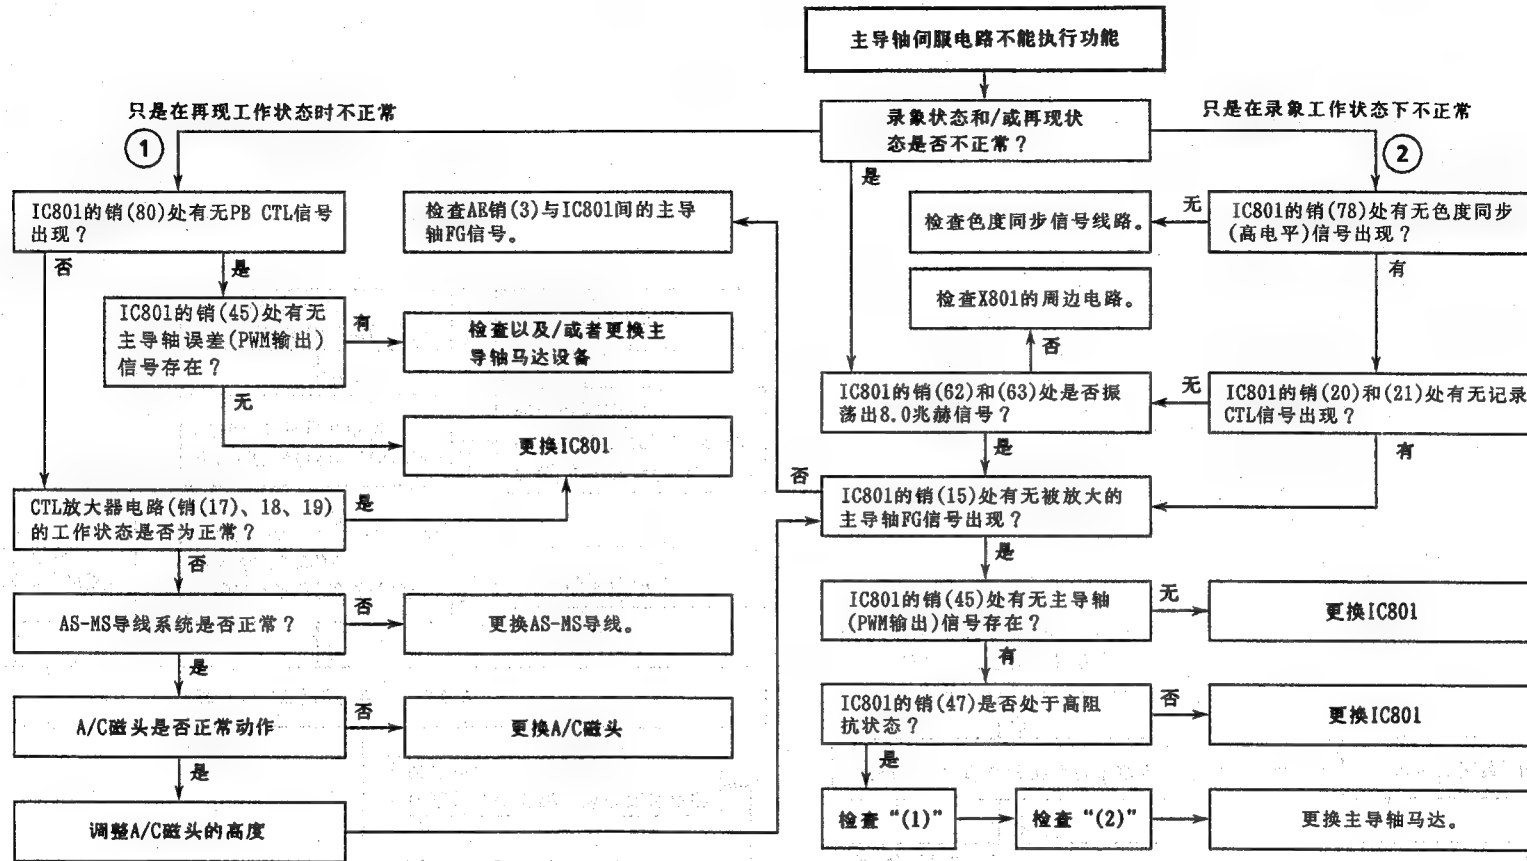 主导轴伺服电路不能执行功能
只是在再现工作状态时不正常
①
录象状态和/或再现状
态是否不正常？
只是在录象工作状态下不正常
②
是
IC801的销(80)处有无PB CTL信号
出现？
检查AE销(3)与IC801间的主导
轴FG信号。
检查色度同步信号线路。
无
IC801的销(78)处有无色度同步
(高电平)信号出现？
否
是
有
IC801的销(45)处有无
主导轴误差(PWM输出)
信号存在？
有
检查以及/或者更换主
导轴马达设备
检查X801的周边电路。
否
无
IC801的销(62)和(63)处是否振
荡出8.0兆赫信号？
无
IC801的销(20)和(21)处有无记录
CTL信号出现？
更换IC801
是
有
CTL放大器电路(销(17)、18、19)
的工作状态是否为正常？
是
否
IC801的销(15)处有无被放大的
主导轴FG信号出现？
否
是
AS-MS导线系统是否正常？
否
更换AS-MS导线。
IC801的销(45)处有无主导轴
(PWM输出)信号存在？
无
更换IC801
是
有
A/C磁头是否正常动作
否
更换A/C磁头
IC801的销(47)是否处于高阻
抗状态？
否
更换IC801
是
是
调整A/C磁头的高度
检查“(1)”
检查“(2)”
更换主导轴马达。